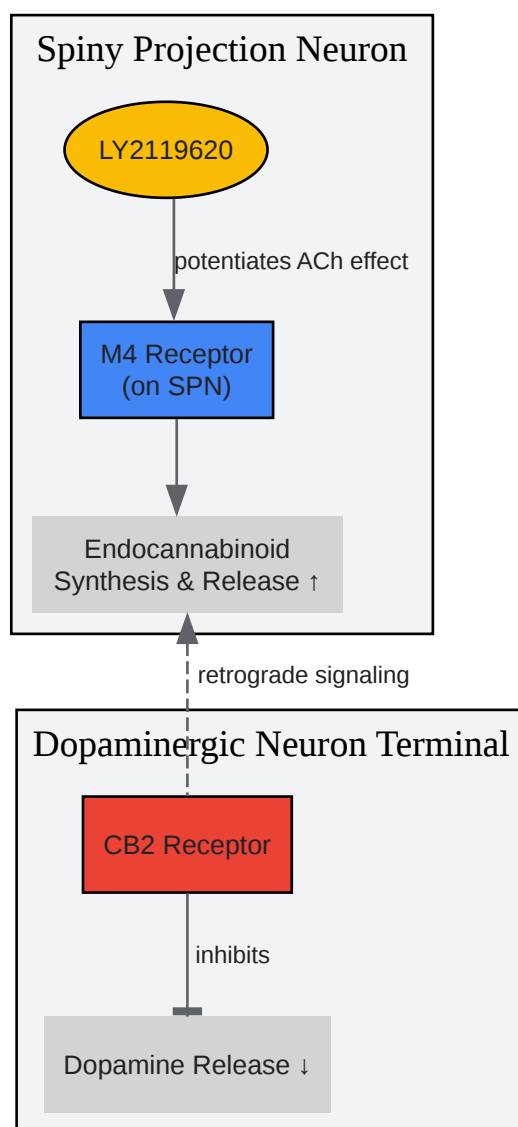 Spiny Projection Neuron
LY2119620
potentiates ACh effect
M4 Receptor
(on SPN)
Endocannabinoid
Synthesis & Release ↑
retrograde signaling
Dopaminergic Neuron Terminal
CB2 Receptor
inhibits
Dopamine Release ↓